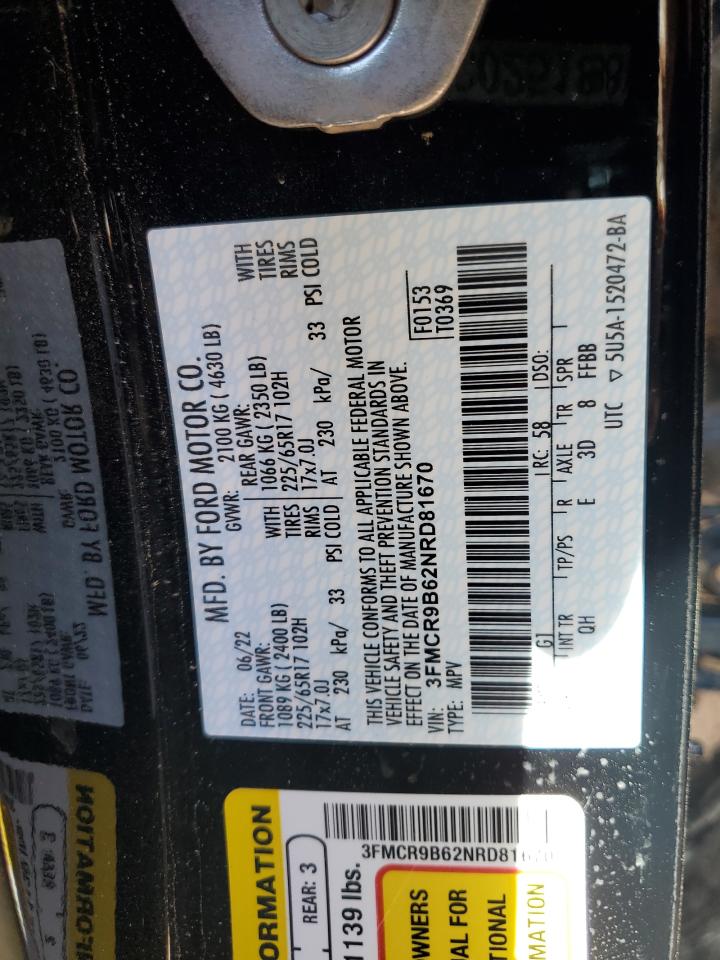 MFD. BY FORD MOTOR CO.
DATE: 06/22 GVWR: 2100 KG ( 4630 LB)
FRONT GAWR: WITH REAR GAWR: WITH
1089 KG ( 2400 LB) TIRES 1066 KG ( 2350 LB) TIRES
225/65R17 102H RIMS 225/65R17 102H RIMS
17x7.0J 17x7.0J
AT 230 kPa/ 33 PSI COLD AT 230 kPa/ 33 PSI COLD
THIS VEHICLE CONFORMS TO ALL APPLICABLE FEDERAL MOTOR
VEHICLE SAFETY AND THEFT PREVENTION STANDARDS IN
EFFECT ON THE DATE OF MANUFACTURE SHOWN ABOVE.
VIN: 3FMCR9B62NRD81670
TYPE: MPV
F0153
T0369
G1 RC: 58 DSO:
INT TR TP/PS R AXLE TR SPR
QH E 3D 8 FFBB
UTC ▽ 5U5A-1520472-BA
ORMATION
REAR: 3
1139 lbs.
3FMCR9B62NRD81670
OWNERS
AL FOR
TIONAL
MATION